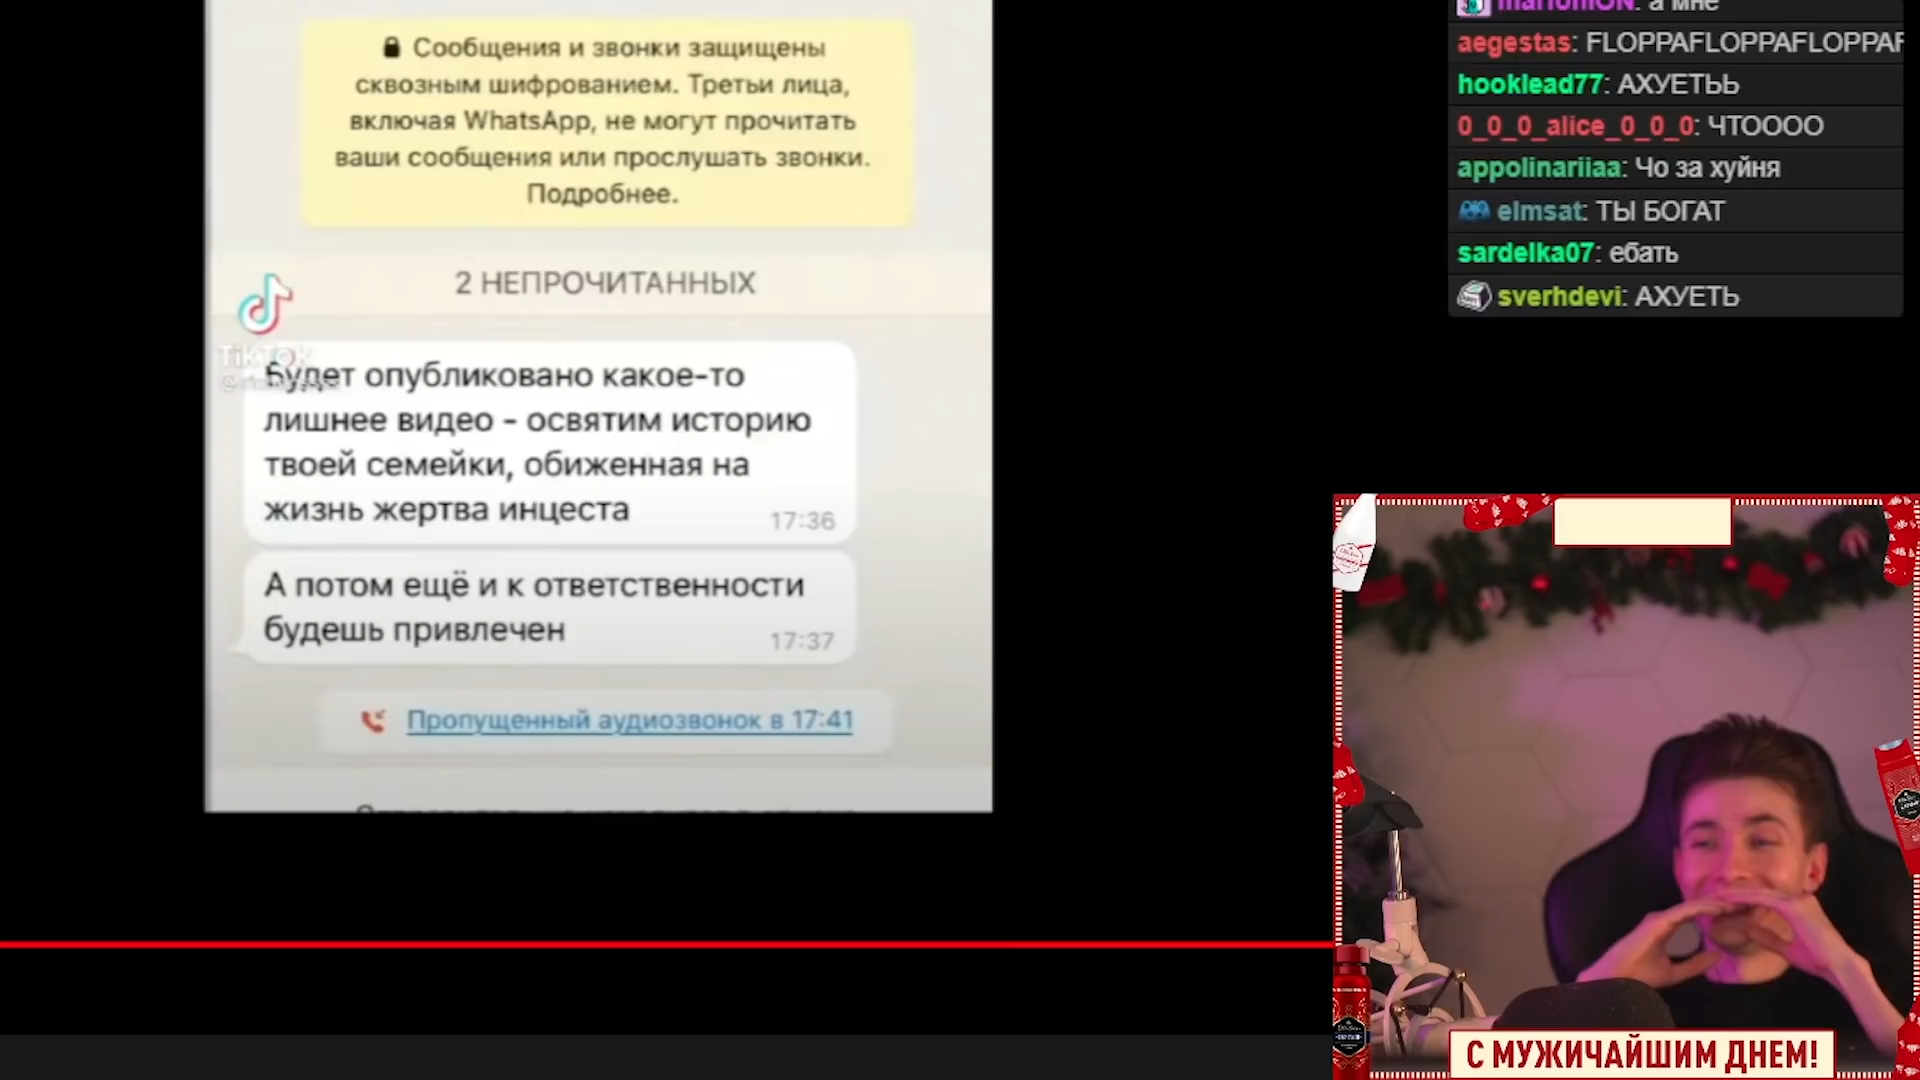 Сообщения и звонки защищены
сквозным шифрованием. Третьи лица,
включая WhatsApp, не могут прочитать
ваши сообщения или прослушать звонки.
Подробнее.
2 НЕПРОЧИТАННЫХ
TikTok
Будет опубликовано какое-то
лишнее видео - освятим историю
твоей семейки, обиженная на
жизнь жертва инцеста
17:36
А потом ещё и к ответственности
будешь привлечен
17:37
Пропущенный аудиозвонок в 17:41
а мне
aegestas: FLOPPAFLOPPAFLOPPAF
hooklead77: АХУЕТЬЬ
0_0_0_alice_0_0_0: ЧТОООО
appolinariiaa: Чо за хуйня
elmsat: ТЫ БОГАТ
sardelka07: ебать
sverhdevi: АХУЕТЬ
С МУЖИЧАЙШИМ ДНЕМ!